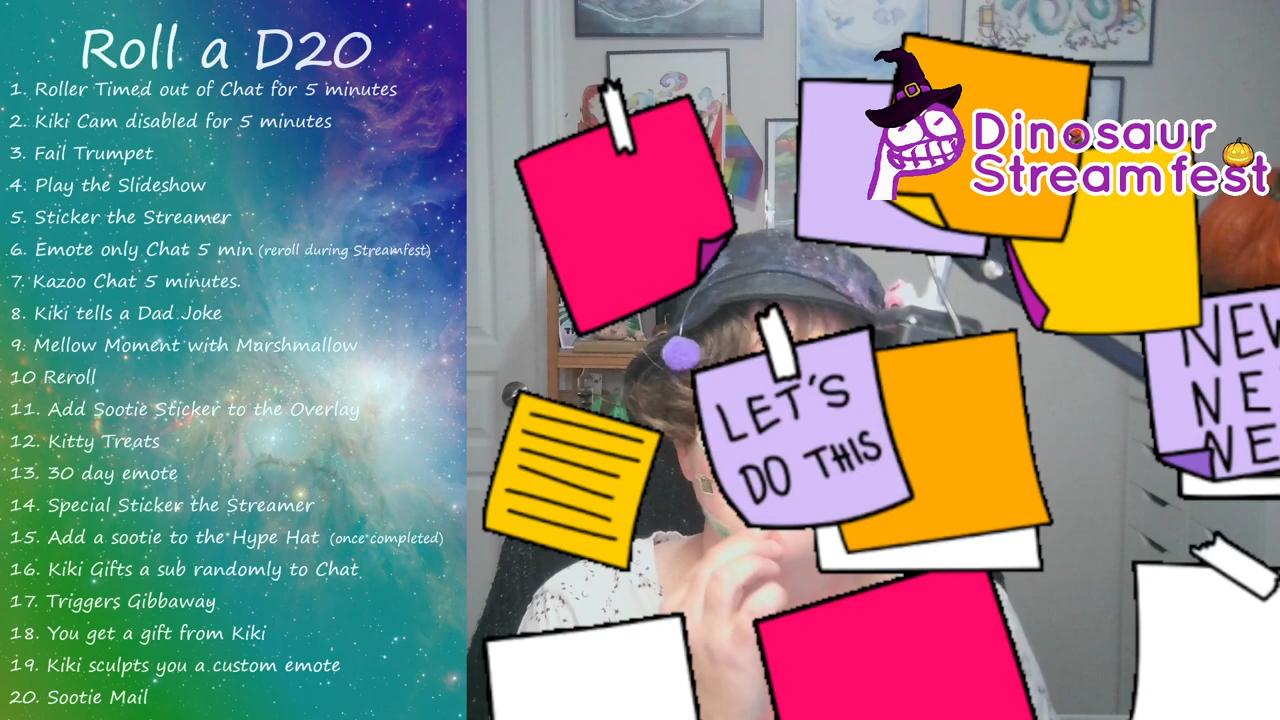 Roll a D20
1. Roller Timed out of Chat for 5 minutes
2. Kiki Cam disabled for 5 minutes
3. Fail Trumpet
4. Play the Slideshow
5. Sticker the Streamer
6. Emote only Chat 5 min (reroll during Streamfest)
7. Kazoo Chat 5 minutes.
8. Kiki tells a Dad Joke
9. Mellow Moment with Marshmallow
10 Reroll
11. Add Sootie Sticker to the Overlay
12. Kitty Treats
13. 30 day emote
14. Special Sticker the Streamer
15. Add a sootie to the Hype Hat (once completed)
16. Kiki Gifts a sub randomly to Chat
17. Triggers Gibbaway
18. You get a gift from Kiki
19. Kiki sculpts you a custom emote
20. Sootie Mail
Dinosaur
Streamfest
LET'S
DO THIS
NEW
NE
NE